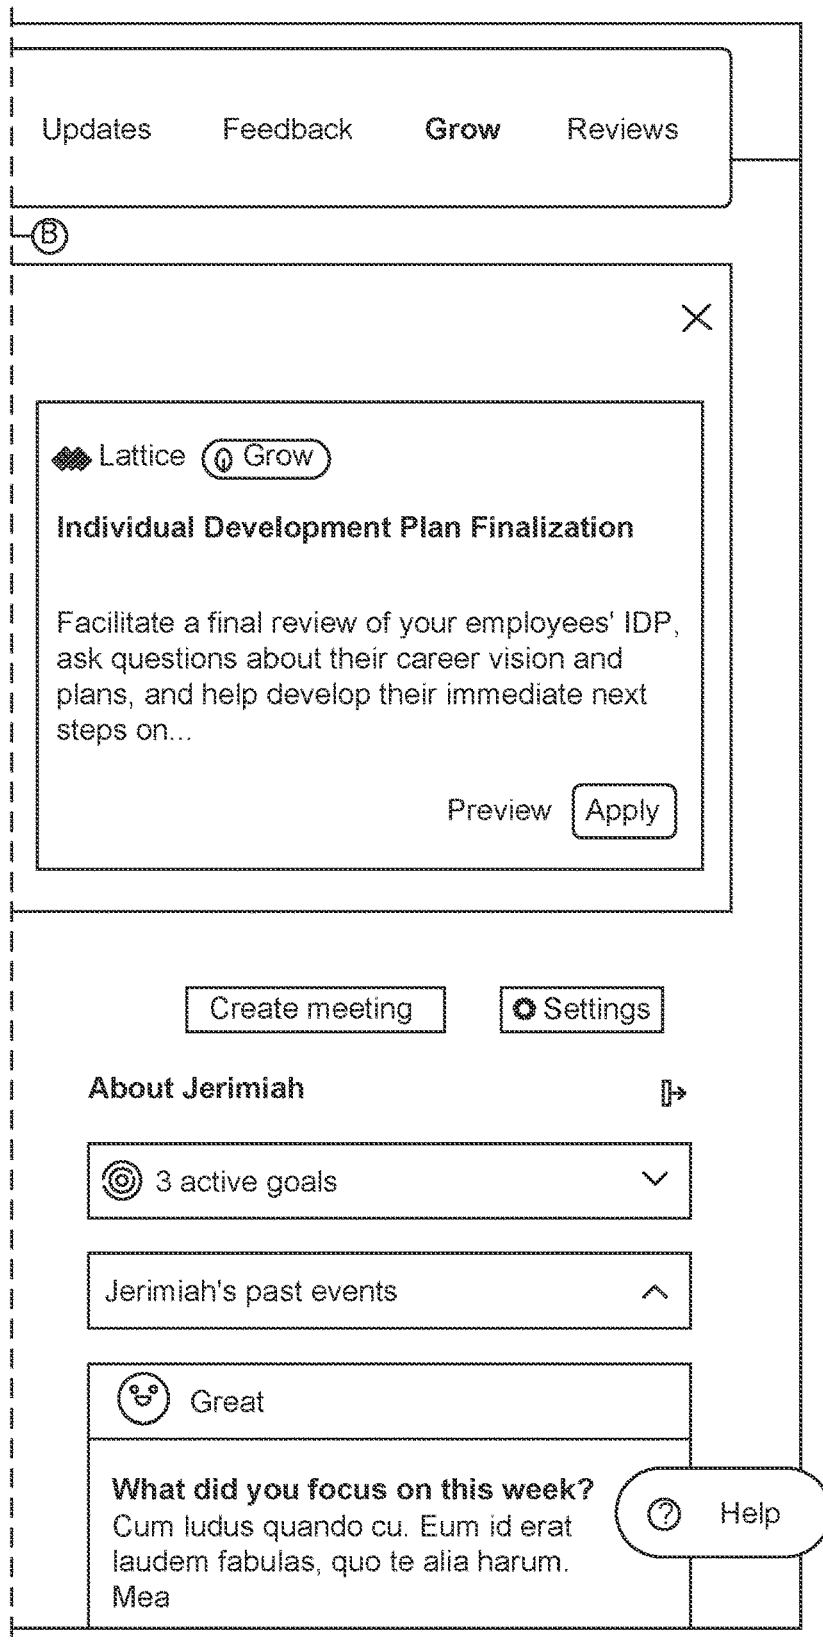 Updates Feedback Grow Reviews
B
Lattice Grow
Individual Development Plan Finalization
Facilitate a final review of your employees' IDP,
ask questions about their career vision and
plans, and help develop their immediate next
steps on...
Preview Apply
Create meeting Settings
About Jerimiah
3 active goals
Jerimiah's past events
Great
What did you focus on this week?
Cum ludus quando cu. Eum id erat
laudem fabulas, quo te alia harum.
Mea
? Help